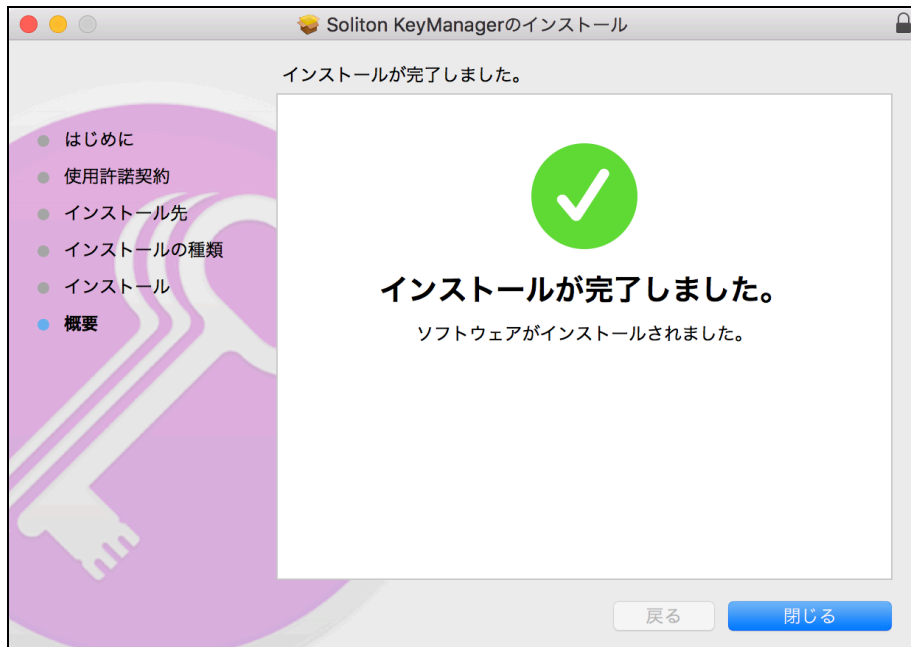 Soliton KeyManagerのインストール
インストールが完了しました。
はじめに
使用許諾契約
インストール先
インストールの種類
インストール
概要
インストールが完了しました。
ソフトウェアがインストールされました。
戻る
閉じる